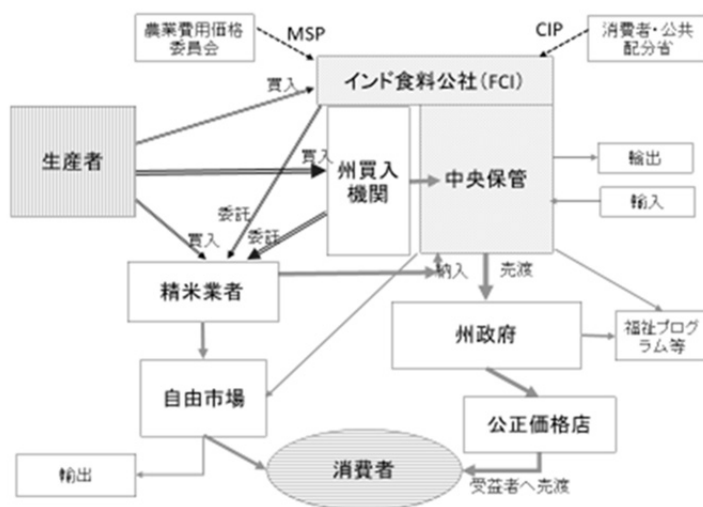 農業費用価格
委員会
MSP
CIP
消費者・公共
配分省
買入
インド食料公社（FCI）
生産者
買入
州買入
機関
中央保管
輸出
輸入
委託
委託
買入
精米業者
納入
売渡
州政府
福祉プログ
ラム等
自由市場
公正価格店
輸出
消費者
受益者へ売渡